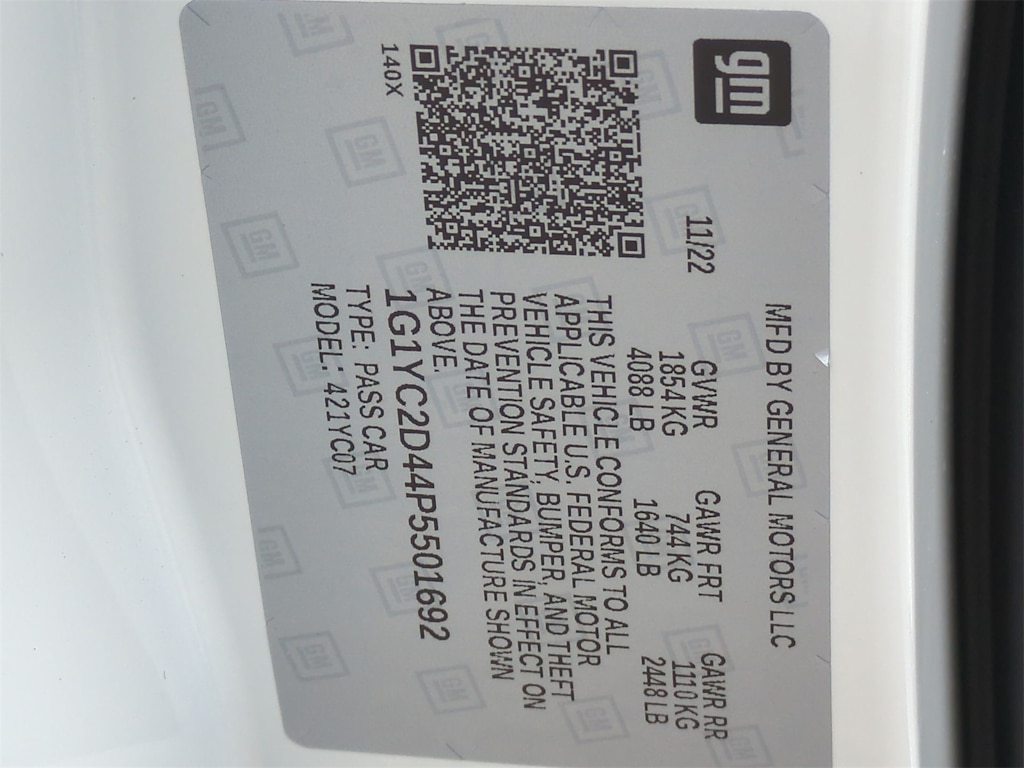 gm
MFD BY GENERAL MOTORS LLC
11/22
GVWR GAWR FRT GAWR RR
1854KG 744KG 1110KG
4088 LB 1640 LB 2448 LB
THIS VEHICLE CONFORMS TO ALL
APPLICABLE U.S. FEDERAL MOTOR
VEHICLE SAFETY, BUMPER, AND THEFT
PREVENTION STANDARDS IN EFFECT ON
THE DATE OF MANUFACTURE SHOWN
ABOVE.
1G1YC2D44P5501692
TYPE: PASS CAR
MODEL: 421YC07
140X